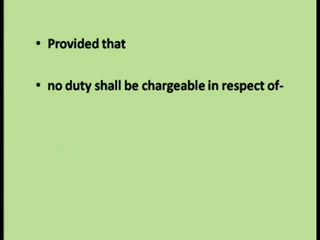 • Provided that
• no duty shall be chargeable in respect of-